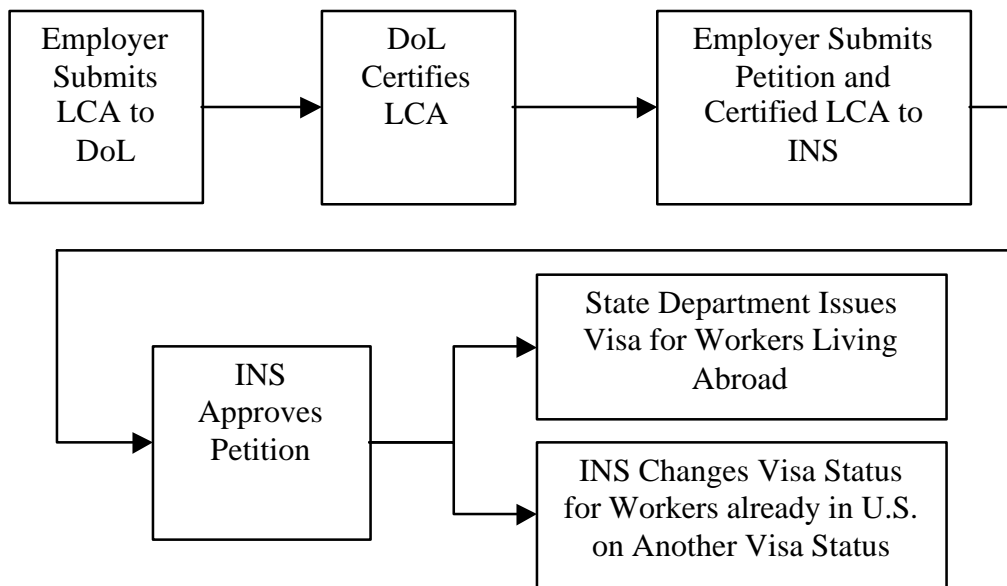 Employer
Submits
LCA to
DoL
DoL
Certifies
LCA
Employer Submits
Petition and
Certified LCA to
INS
INS
Approves
Petition
State Department Issues
Visa for Workers Living
Abroad
INS Changes Visa Status
for Workers already in U.S.
on Another Visa Status